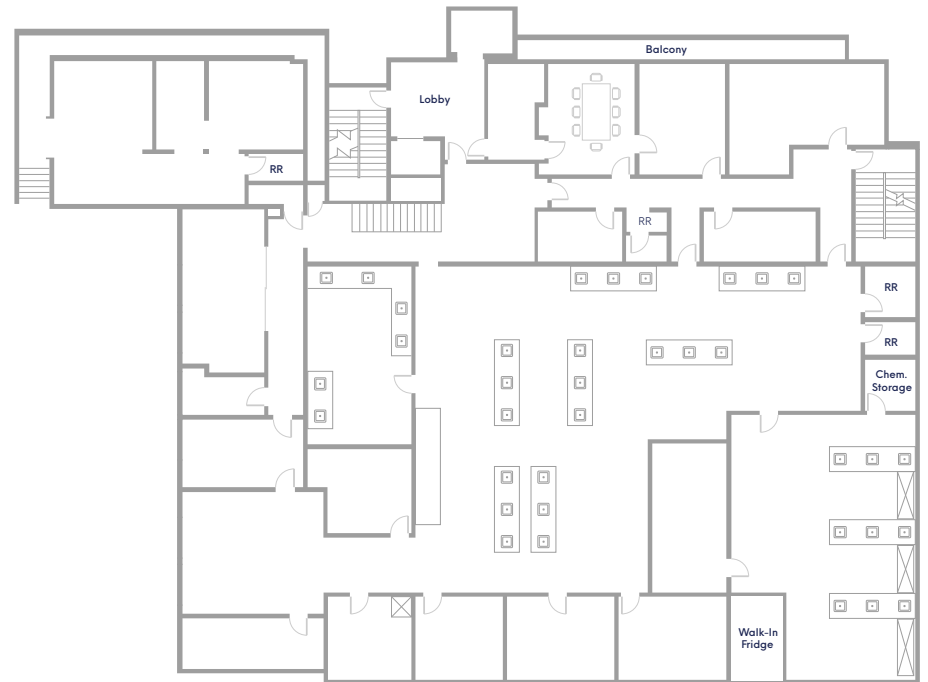 Balcony
Lobby
RR
RR
RR
RR
Chem.
Storage
Walk-In
Fridge